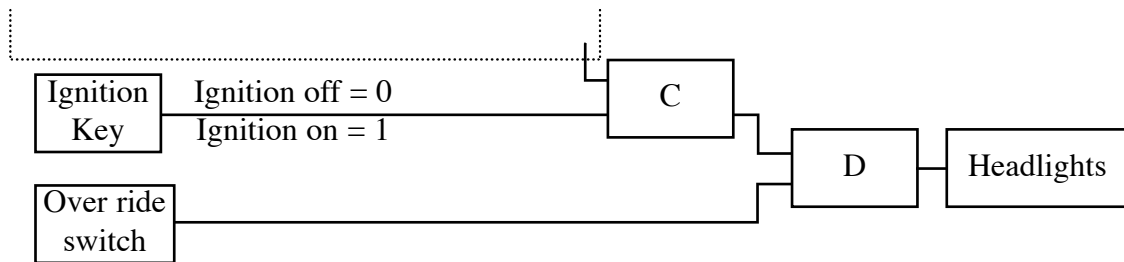 Ignition
Key
Ignition off = 0
Ignition on = 1
C
D
Headlights
Over ride
switch